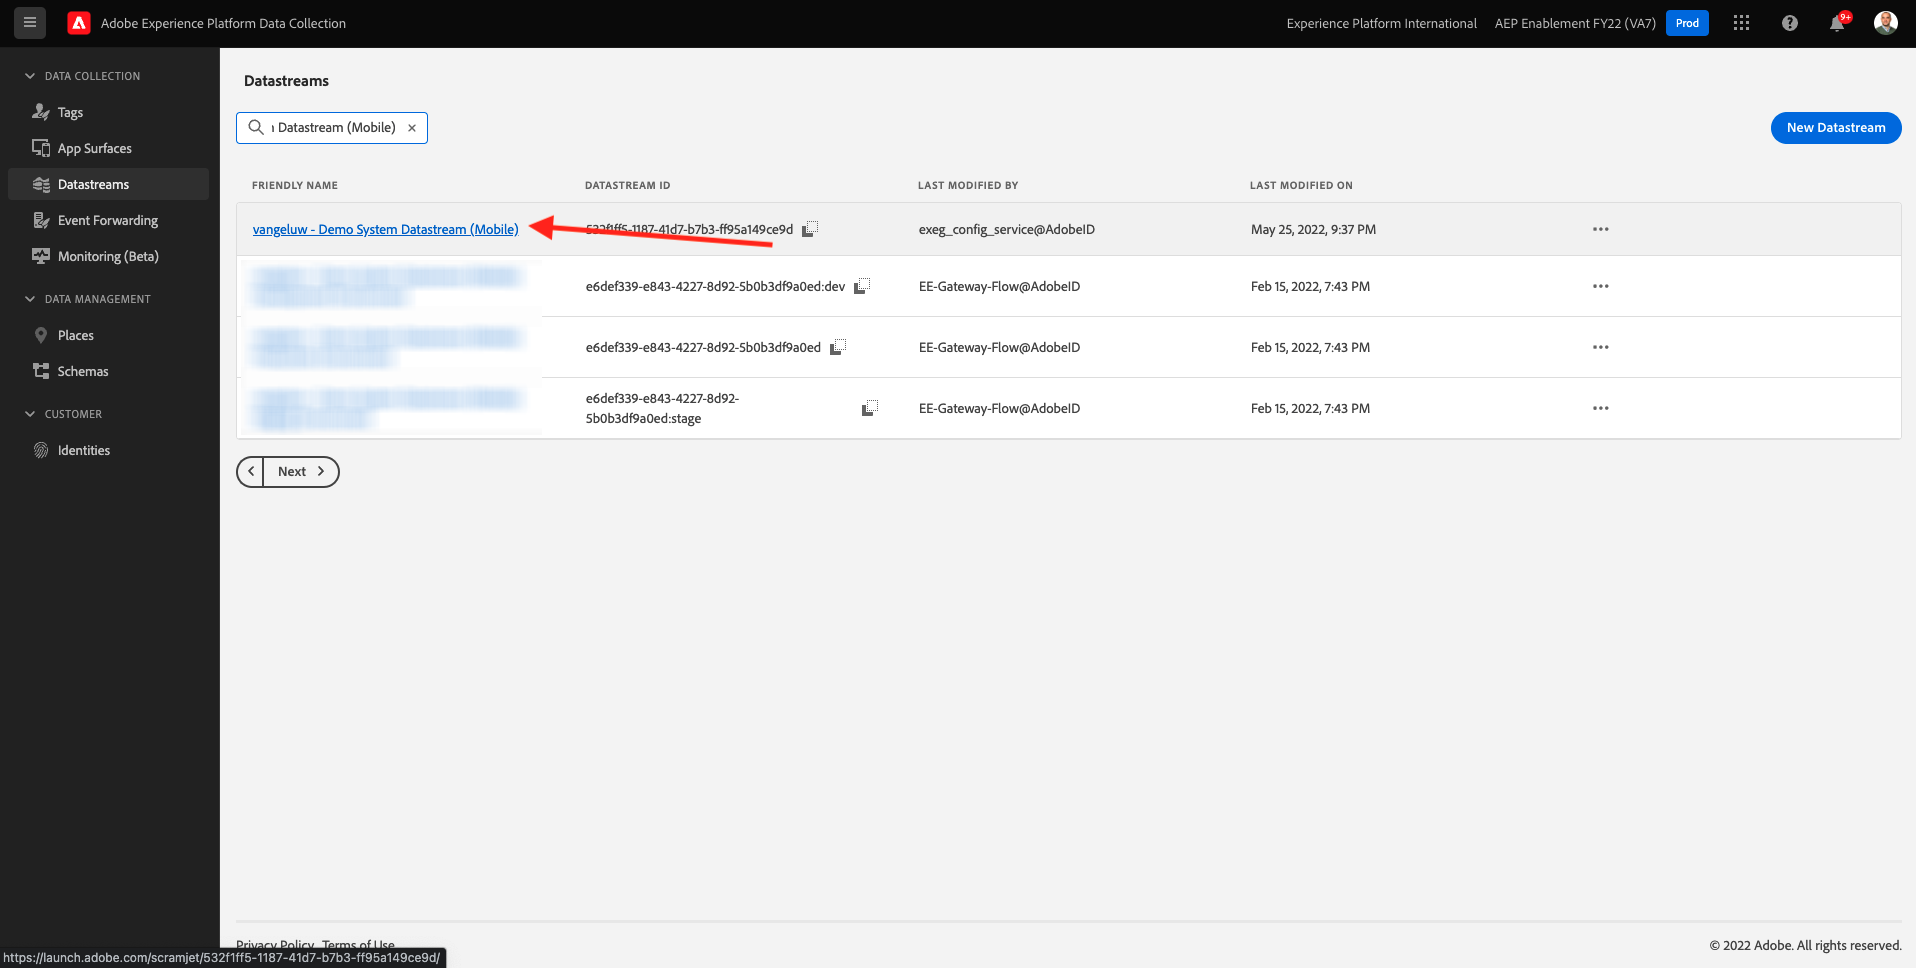 Adobe Experience Platform Data Collection
Experience Platform International
AEP Enablement FY22 (VA7)
Prod
9+
DATA COLLECTION
Tags
App Surfaces
Datastreams
Event Forwarding
Monitoring (Beta)
DATA MANAGEMENT
Places
Schemas
CUSTOMER
Identities
Datastreams
Datastream (Mobile)
New Datastream
FRIENDLY NAME DATASTREAM ID LAST MODIFIED BY LAST MODIFIED ON
vangeluw - Demo System Datastream (Mobile) 532f1ff5-1187-41d7-b7b3-ff95a149ce9d exeg_config_service@AdobeID May 25, 2022, 9:37 PM
e6def339-e843-4227-8d92-5b0b3df9a0ed:dev EE-Gateway-Flow@AdobeID Feb 15, 2022, 7:43 PM
e6def339-e843-4227-8d92-5b0b3df9a0ed EE-Gateway-Flow@AdobeID Feb 15, 2022, 7:43 PM
e6def339-e843-4227-8d92-
5b0b3df9a0ed:stage EE-Gateway-Flow@AdobeID Feb 15, 2022, 7:43 PM
Next
Privacy Policy Terms of Use
© 2022 Adobe. All rights reserved.
https://launch.adobe.com/scramjet/532f1ff5-1187-41d7-b7b3-ff95a149ce9d/